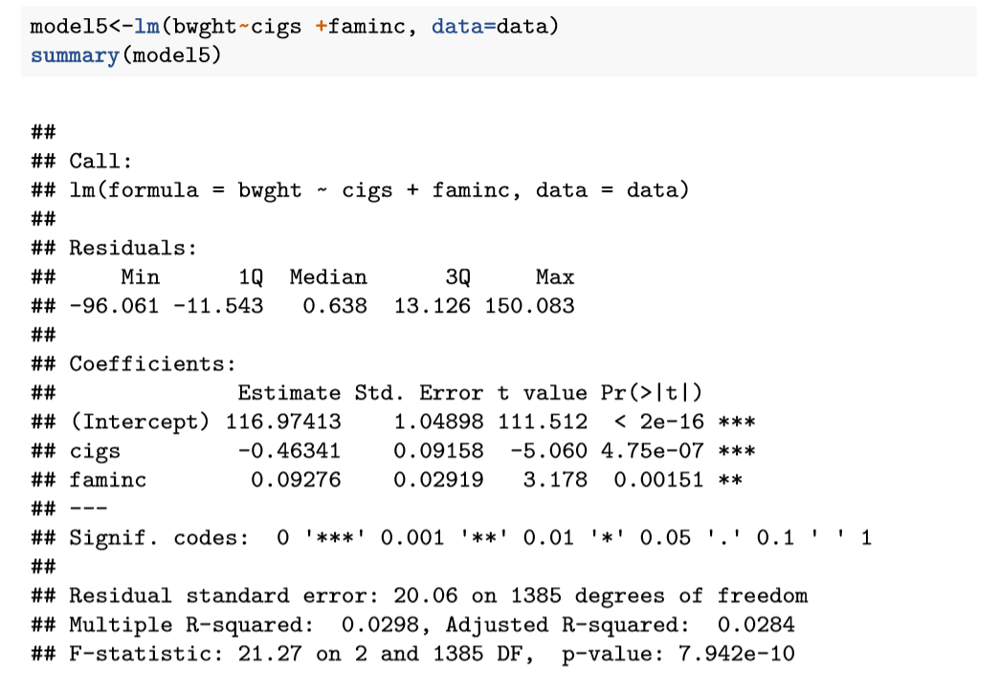 model5<-lm(bwght~cigs +faminc, data=data)
summary(model5)
##
## Call:
## lm(formula = bwght ~ cigs + faminc, data = data)
##
## Residuals:
##     Min      1Q  Median      3Q     Max
## -96.061 -11.543   0.638  13.126 150.083
##
## Coefficients:
##              Estimate Std. Error t value Pr(>|t|)
## (Intercept) 116.97413    1.04898 111.512  < 2e-16 ***
## cigs         -0.46341    0.09158  -5.060 4.75e-07 ***
## faminc        0.09276    0.02919   3.178  0.00151 **
## ---
## Signif. codes:  0 '***' 0.001 '**' 0.01 '*' 0.05 '.' 0.1 ' ' 1
##
## Residual standard error: 20.06 on 1385 degrees of freedom
## Multiple R-squared:  0.0298, Adjusted R-squared:  0.0284
## F-statistic: 21.27 on 2 and 1385 DF,  p-value: 7.942e-10